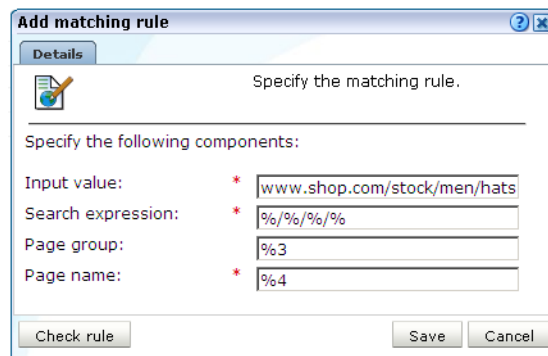 Add matching rule
Details
Specify the matching rule.
Specify the following components:
Input value: * www.shop.com/stock/men/hats
Search expression: * %/%/%/%
Page group: %3
Page name: * %4
Check rule Save Cancel